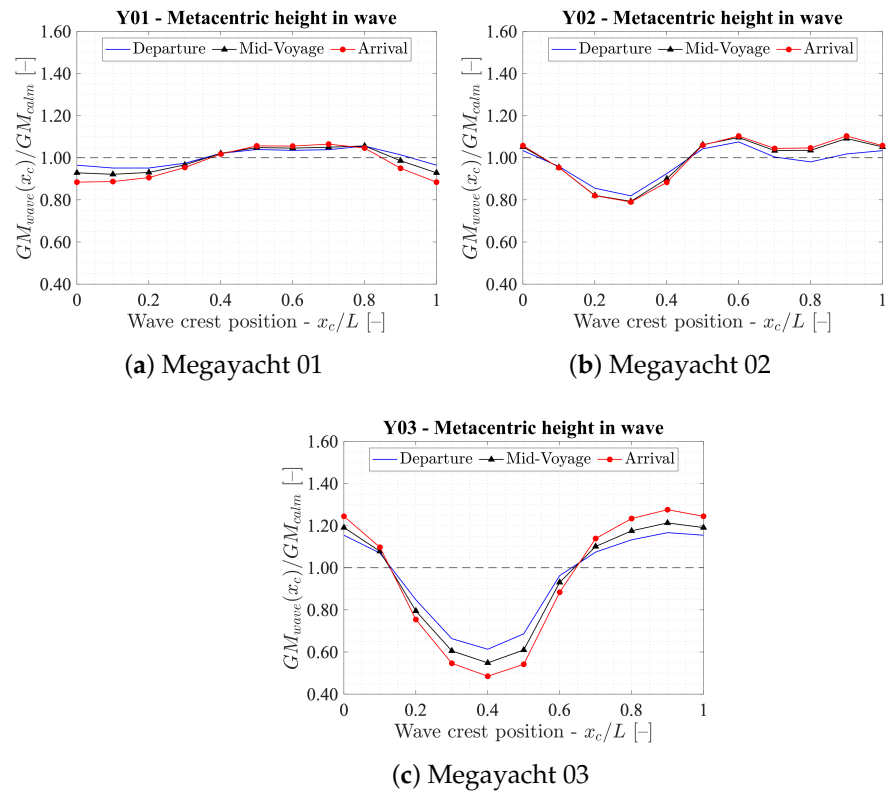 Y01 - Metacentric height in wave
1.60
Departure Mid-Voyage Arrival
1.40
1.20
1.00
0.80
0.60
0.40
GM_wave(x_c)/GM_calm [–]
0 0.2 0.4 0.6 0.8 1
Wave crest position - x_c/L [–]
(a) Megayacht 01
Y02 - Metacentric height in wave
1.60
Departure Mid-Voyage Arrival
1.40
1.20
1.00
0.80
0.60
0.40
GM_wave(x_c)/GM_calm [–]
0 0.2 0.4 0.6 0.8 1
Wave crest position - x_c/L [–]
(b) Megayacht 02
Y03 - Metacentric height in wave
1.60
Departure Mid-Voyage Arrival
1.40
1.20
1.00
0.80
0.60
0.40
GM_wave(x_c)/GM_calm [–]
0 0.2 0.4 0.6 0.8 1
Wave crest position - x_c/L [–]
(c) Megayacht 03